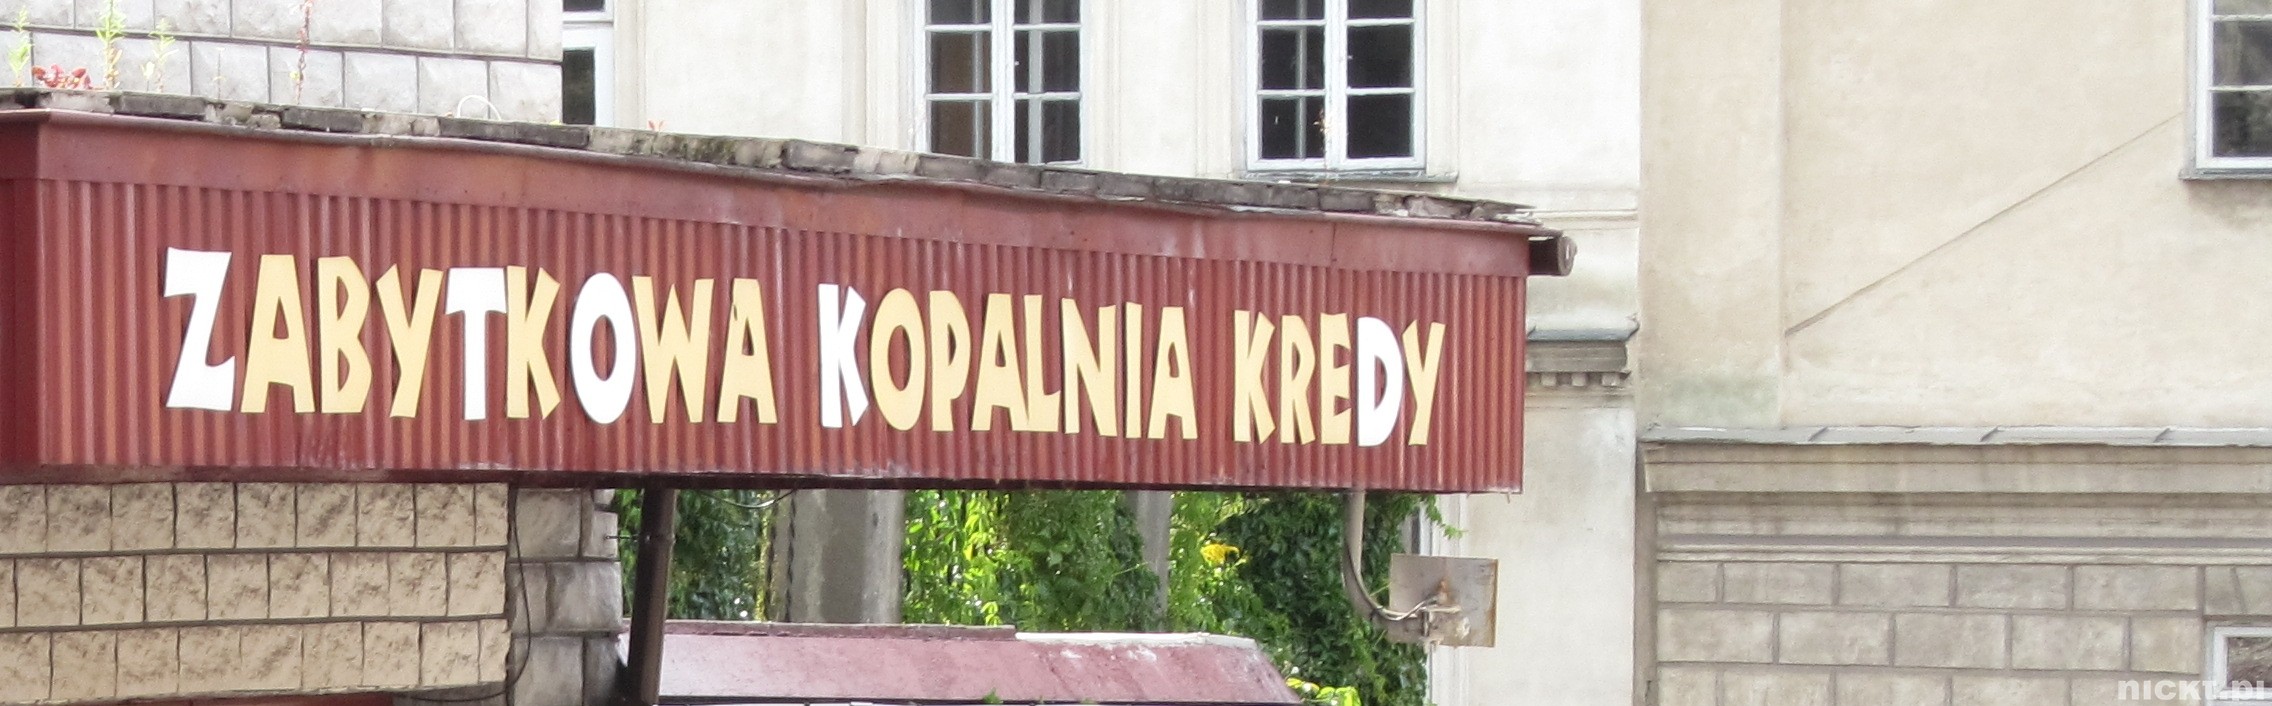 ZABYTKOWA KOPALNIA KREDY
nickt.pl